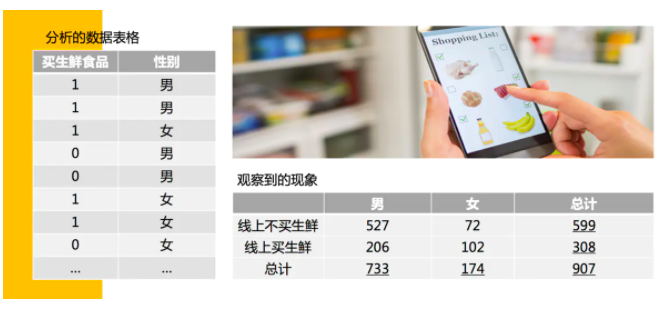 分析的数据表格
买生鲜食品 性别
1 男
1 男
1 女
0 男
0 男
1 女
1 女
0 女
... ...
Shopping List:
观察到的现象
男 女 总计
线上不买生鲜 527 72 599
线上买生鲜 206 102 308
总计 733 174 907